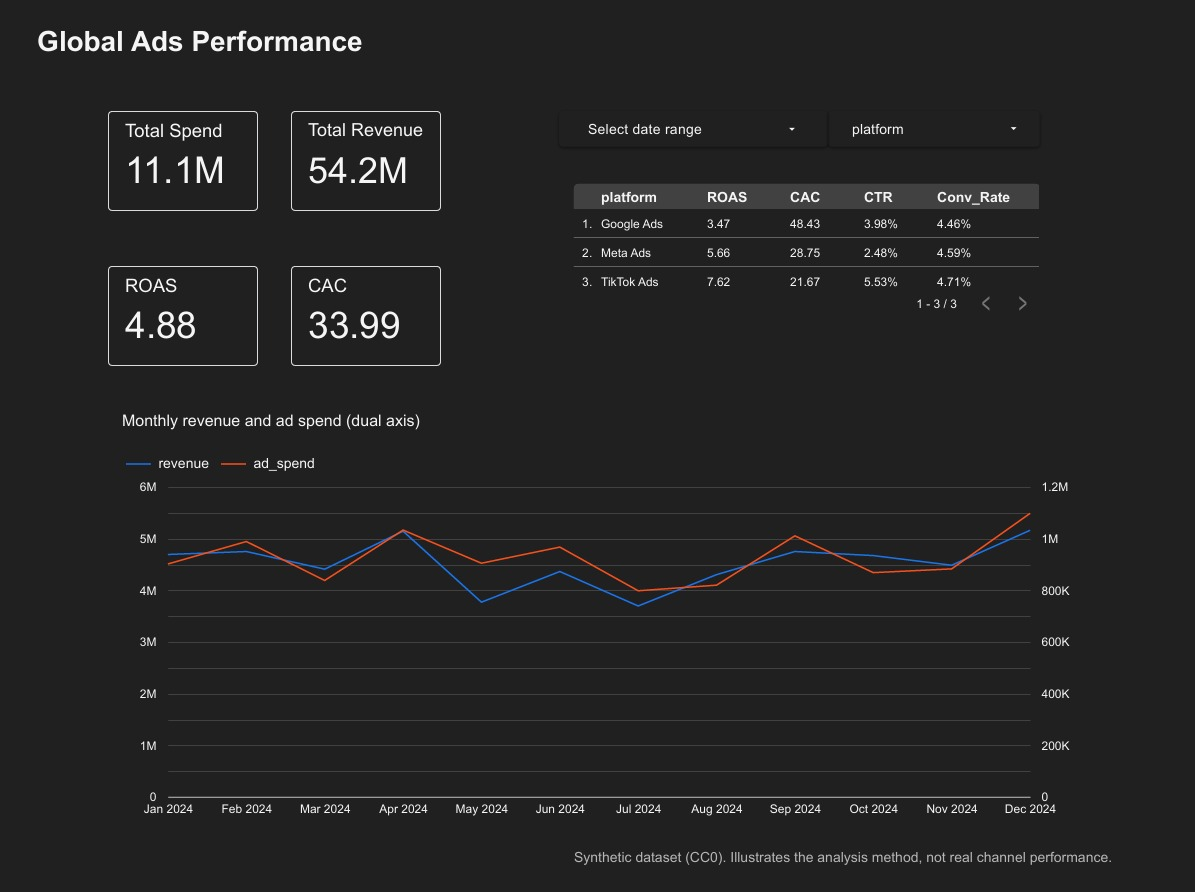 Global Ads Performance
Total Spend
11.1M
Total Revenue
54.2M
Select date range
platform
platform ROAS CAC CTR Conv_Rate
1. Google Ads 3.47 48.43 3.98% 4.46%
2. Meta Ads 5.66 28.75 2.48% 4.59%
3. TikTok Ads 7.62 21.67 5.53% 4.71%
1 - 3 / 3
ROAS
4.88
CAC
33.99
Monthly revenue and ad spend (dual axis)
revenue ad_spend
6M 1.2M
5M 1M
4M 800K
3M 600K
2M 400K
1M 200K
0 0
Jan 2024 Feb 2024 Mar 2024 Apr 2024 May 2024 Jun 2024 Jul 2024 Aug 2024 Sep 2024 Oct 2024 Nov 2024 Dec 2024
Synthetic dataset (CC0). Illustrates the analysis method, not real channel performance.